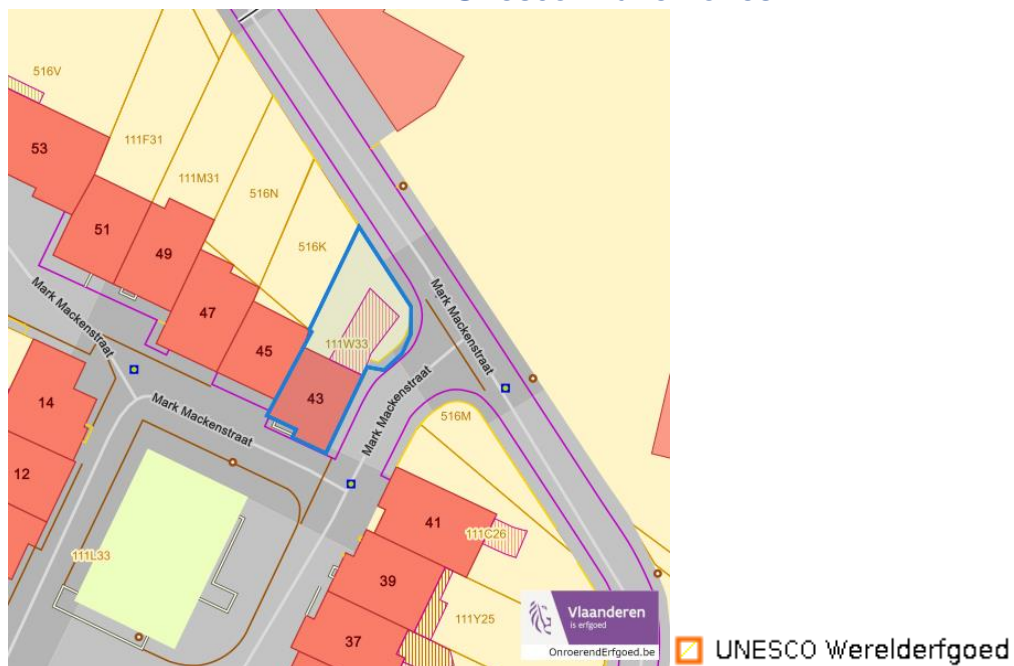 516V
53
111F31
111M31
516N
51
49
516K
47
Mark Mackenstraat
Mark Mackenstraat
45
111W33
43
Mark Mackenstraat
Mark Mackenstraat
14
516M
12
41
111C26
111L33
39
111Y25
37
Vlaanderen
is erfgoed
OnroerendErfgoed.be
UNESCO Werelderfgoed